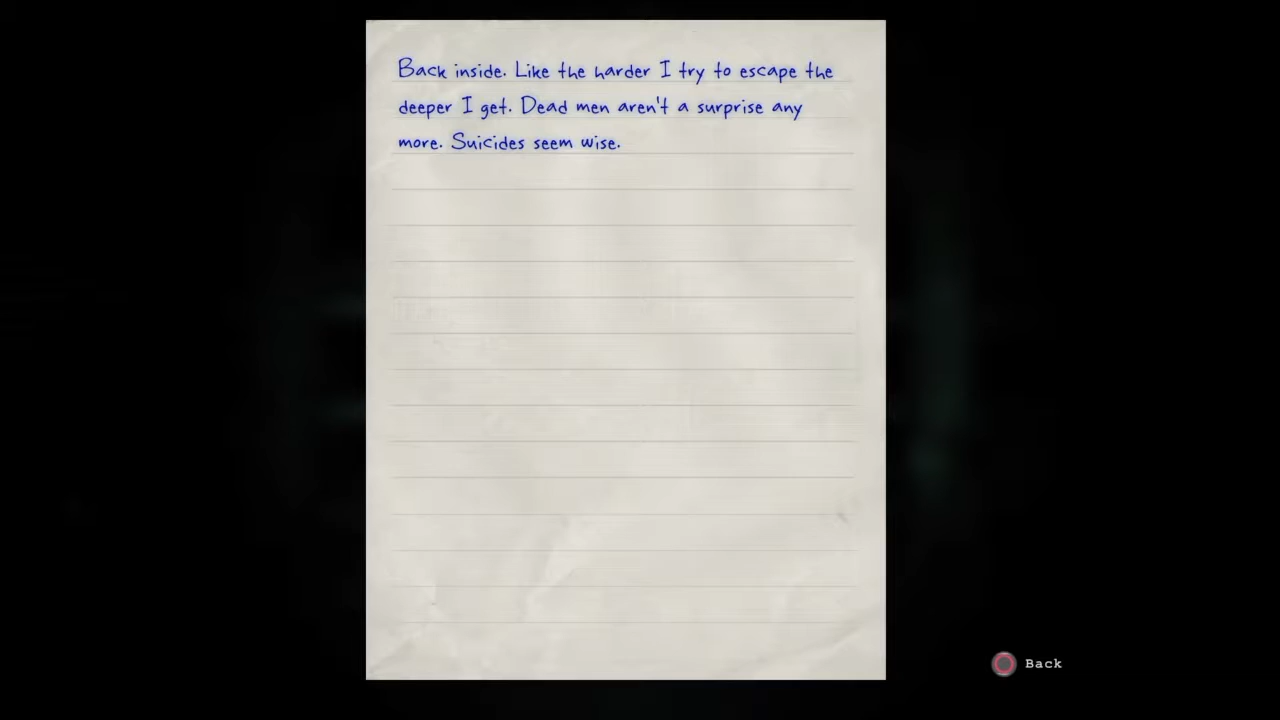 Back inside. Like the harder I try to escape the
deeper I get. Dead men aren't a surprise any
more. Suicides seem wise.
Back